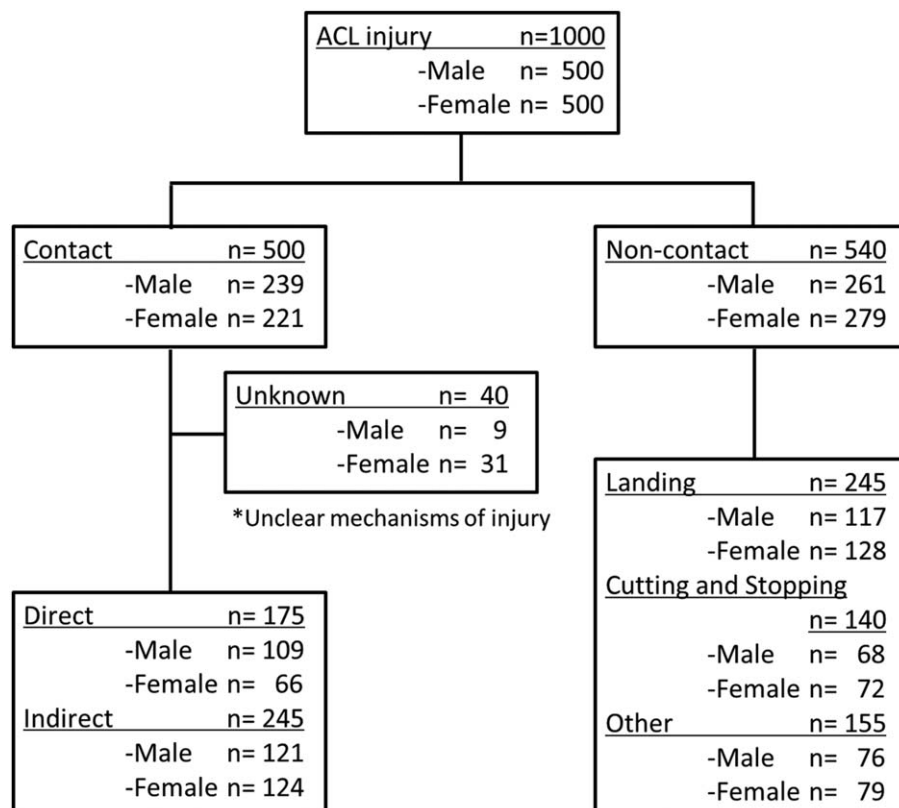 ACL injury n=1000
-Male n= 500
-Female n= 500
Contact n= 500
-Male n= 239
-Female n= 221
Non-contact n= 540
-Male n= 261
-Female n= 279
Unknown n= 40
-Male n= 9
-Female n= 31
*Unclear mechanisms of injury
Direct n= 175
-Male n= 109
-Female n= 66
Indirect n= 245
-Male n= 121
-Female n= 124
Landing n= 245
-Male n= 117
-Female n= 128
Cutting and Stopping
n= 140
-Male n= 68
-Female n= 72
Other n= 155
-Male n= 76
-Female n= 79